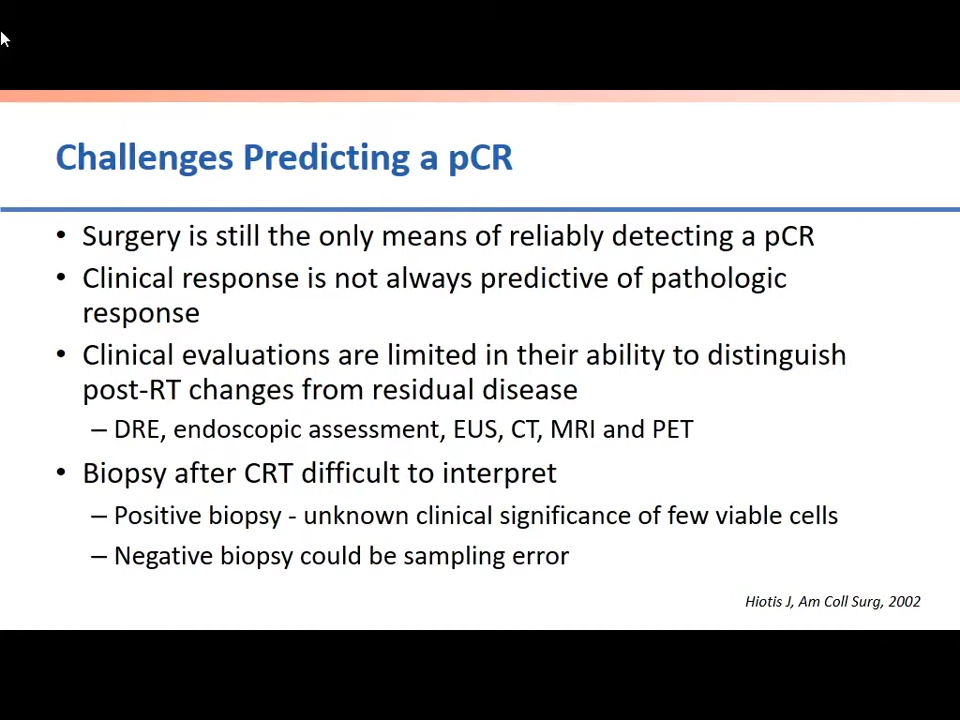 Challenges Predicting a pCR
• Surgery is still the only means of reliably detecting a pCR
• Clinical response is not always predictive of pathologic
response
• Clinical evaluations are limited in their ability to distinguish
post-RT changes from residual disease
– DRE, endoscopic assessment, EUS, CT, MRI and PET
• Biopsy after CRT difficult to interpret
– Positive biopsy - unknown clinical significance of few viable cells
– Negative biopsy could be sampling error
Hiotis J, Am Coll Surg, 2002